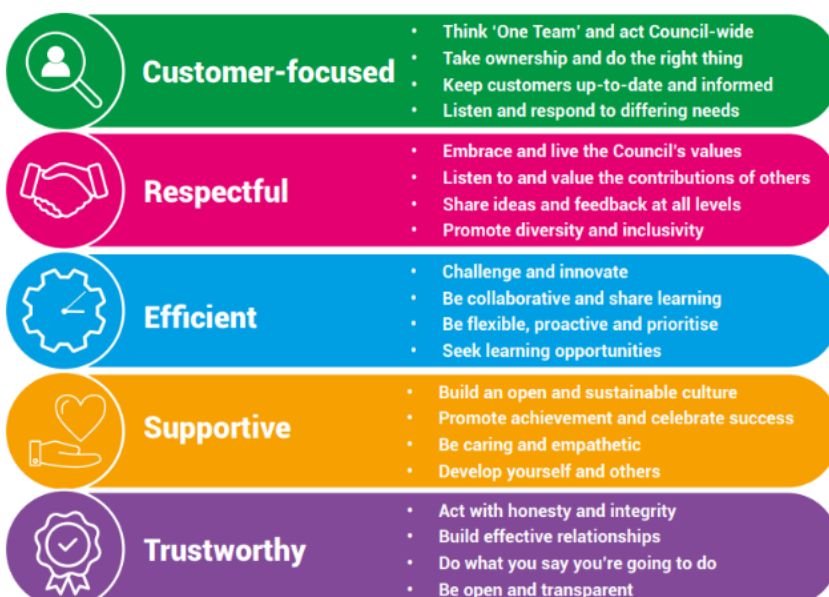 Customer-focused
• Think ‘One Team’ and act Council-wide
• Take ownership and do the right thing
• Keep customers up-to-date and informed
• Listen and respond to differing needs
Respectful
• Embrace and live the Council's values
• Listen to and value the contributions of others
• Share ideas and feedback at all levels
• Promote diversity and inclusivity
Efficient
• Challenge and innovate
• Be collaborative and share learning
• Be flexible, proactive and prioritise
• Seek learning opportunities
Supportive
• Build an open and sustainable culture
• Promote achievement and celebrate success
• Be caring and empathetic
• Develop yourself and others
Trustworthy
• Act with honesty and integrity
• Build effective relationships
• Do what you say you're going to do
• Be open and transparent